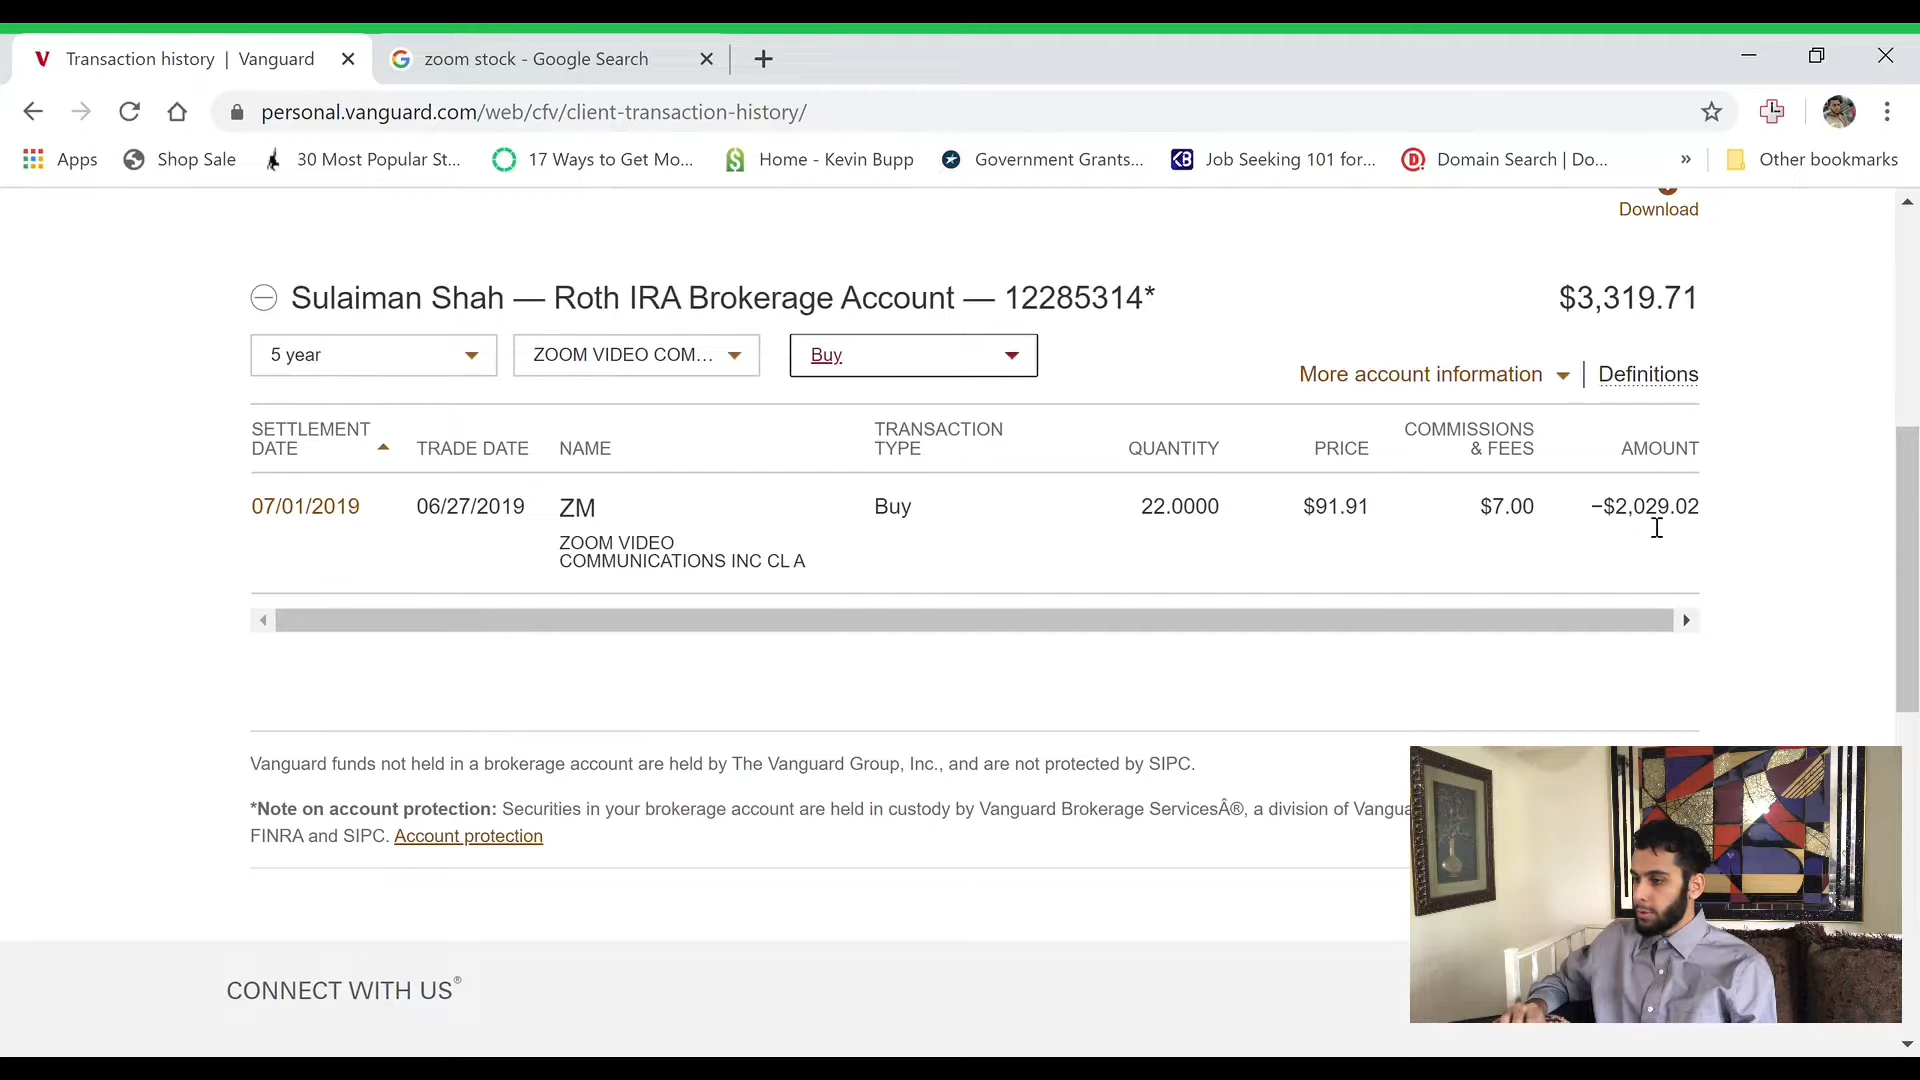 Transaction history | Vanguard
zoom stock - Google Search
personal.vanguard.com/web/cfv/client-transaction-history/
Apps
Shop Sale
30 Most Popular St...
17 Ways to Get Mo...
Home - Kevin Bupp
Government Grants...
Job Seeking 101 for...
Domain Search | Do...
»
Other bookmarks
Download
Sulaiman Shah — Roth IRA Brokerage Account — 12285314*
$3,319.71
5 year
ZOOM VIDEO COM...
Buy
More account information
Definitions
SETTLEMENT DATE
TRADE DATE
NAME
TRANSACTION TYPE
QUANTITY
PRICE
COMMISSIONS & FEES
AMOUNT
07/01/2019
06/27/2019
ZM
Buy
22.0000
$91.91
$7.00
−$2,029.02
ZOOM VIDEO
COMMUNICATIONS INC CL A
Vanguard funds not held in a brokerage account are held by The Vanguard Group, Inc., and are not protected by SIPC.
*Note on account protection: Securities in your brokerage account are held in custody by Vanguard Brokerage ServicesÂ®, a division of Vangua
FINRA and SIPC. Account protection
CONNECT WITH US®